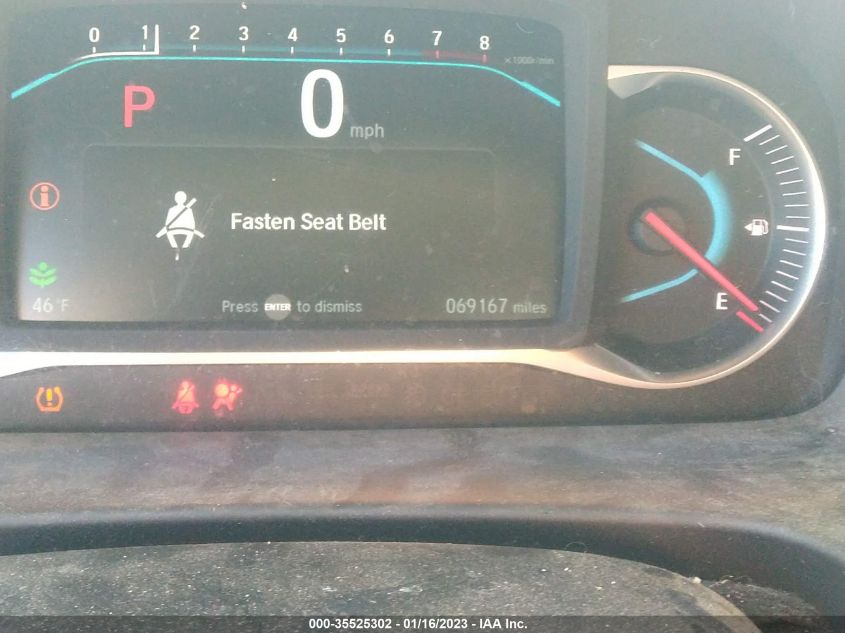 0 1 2 3 4 5 6 7 8
×1000r/min
P 0 mph
F
Fasten Seat Belt
E
46°F Press ENTER to dismiss 069167 miles
000-35525302 - 01/16/2023 - IAA Inc.